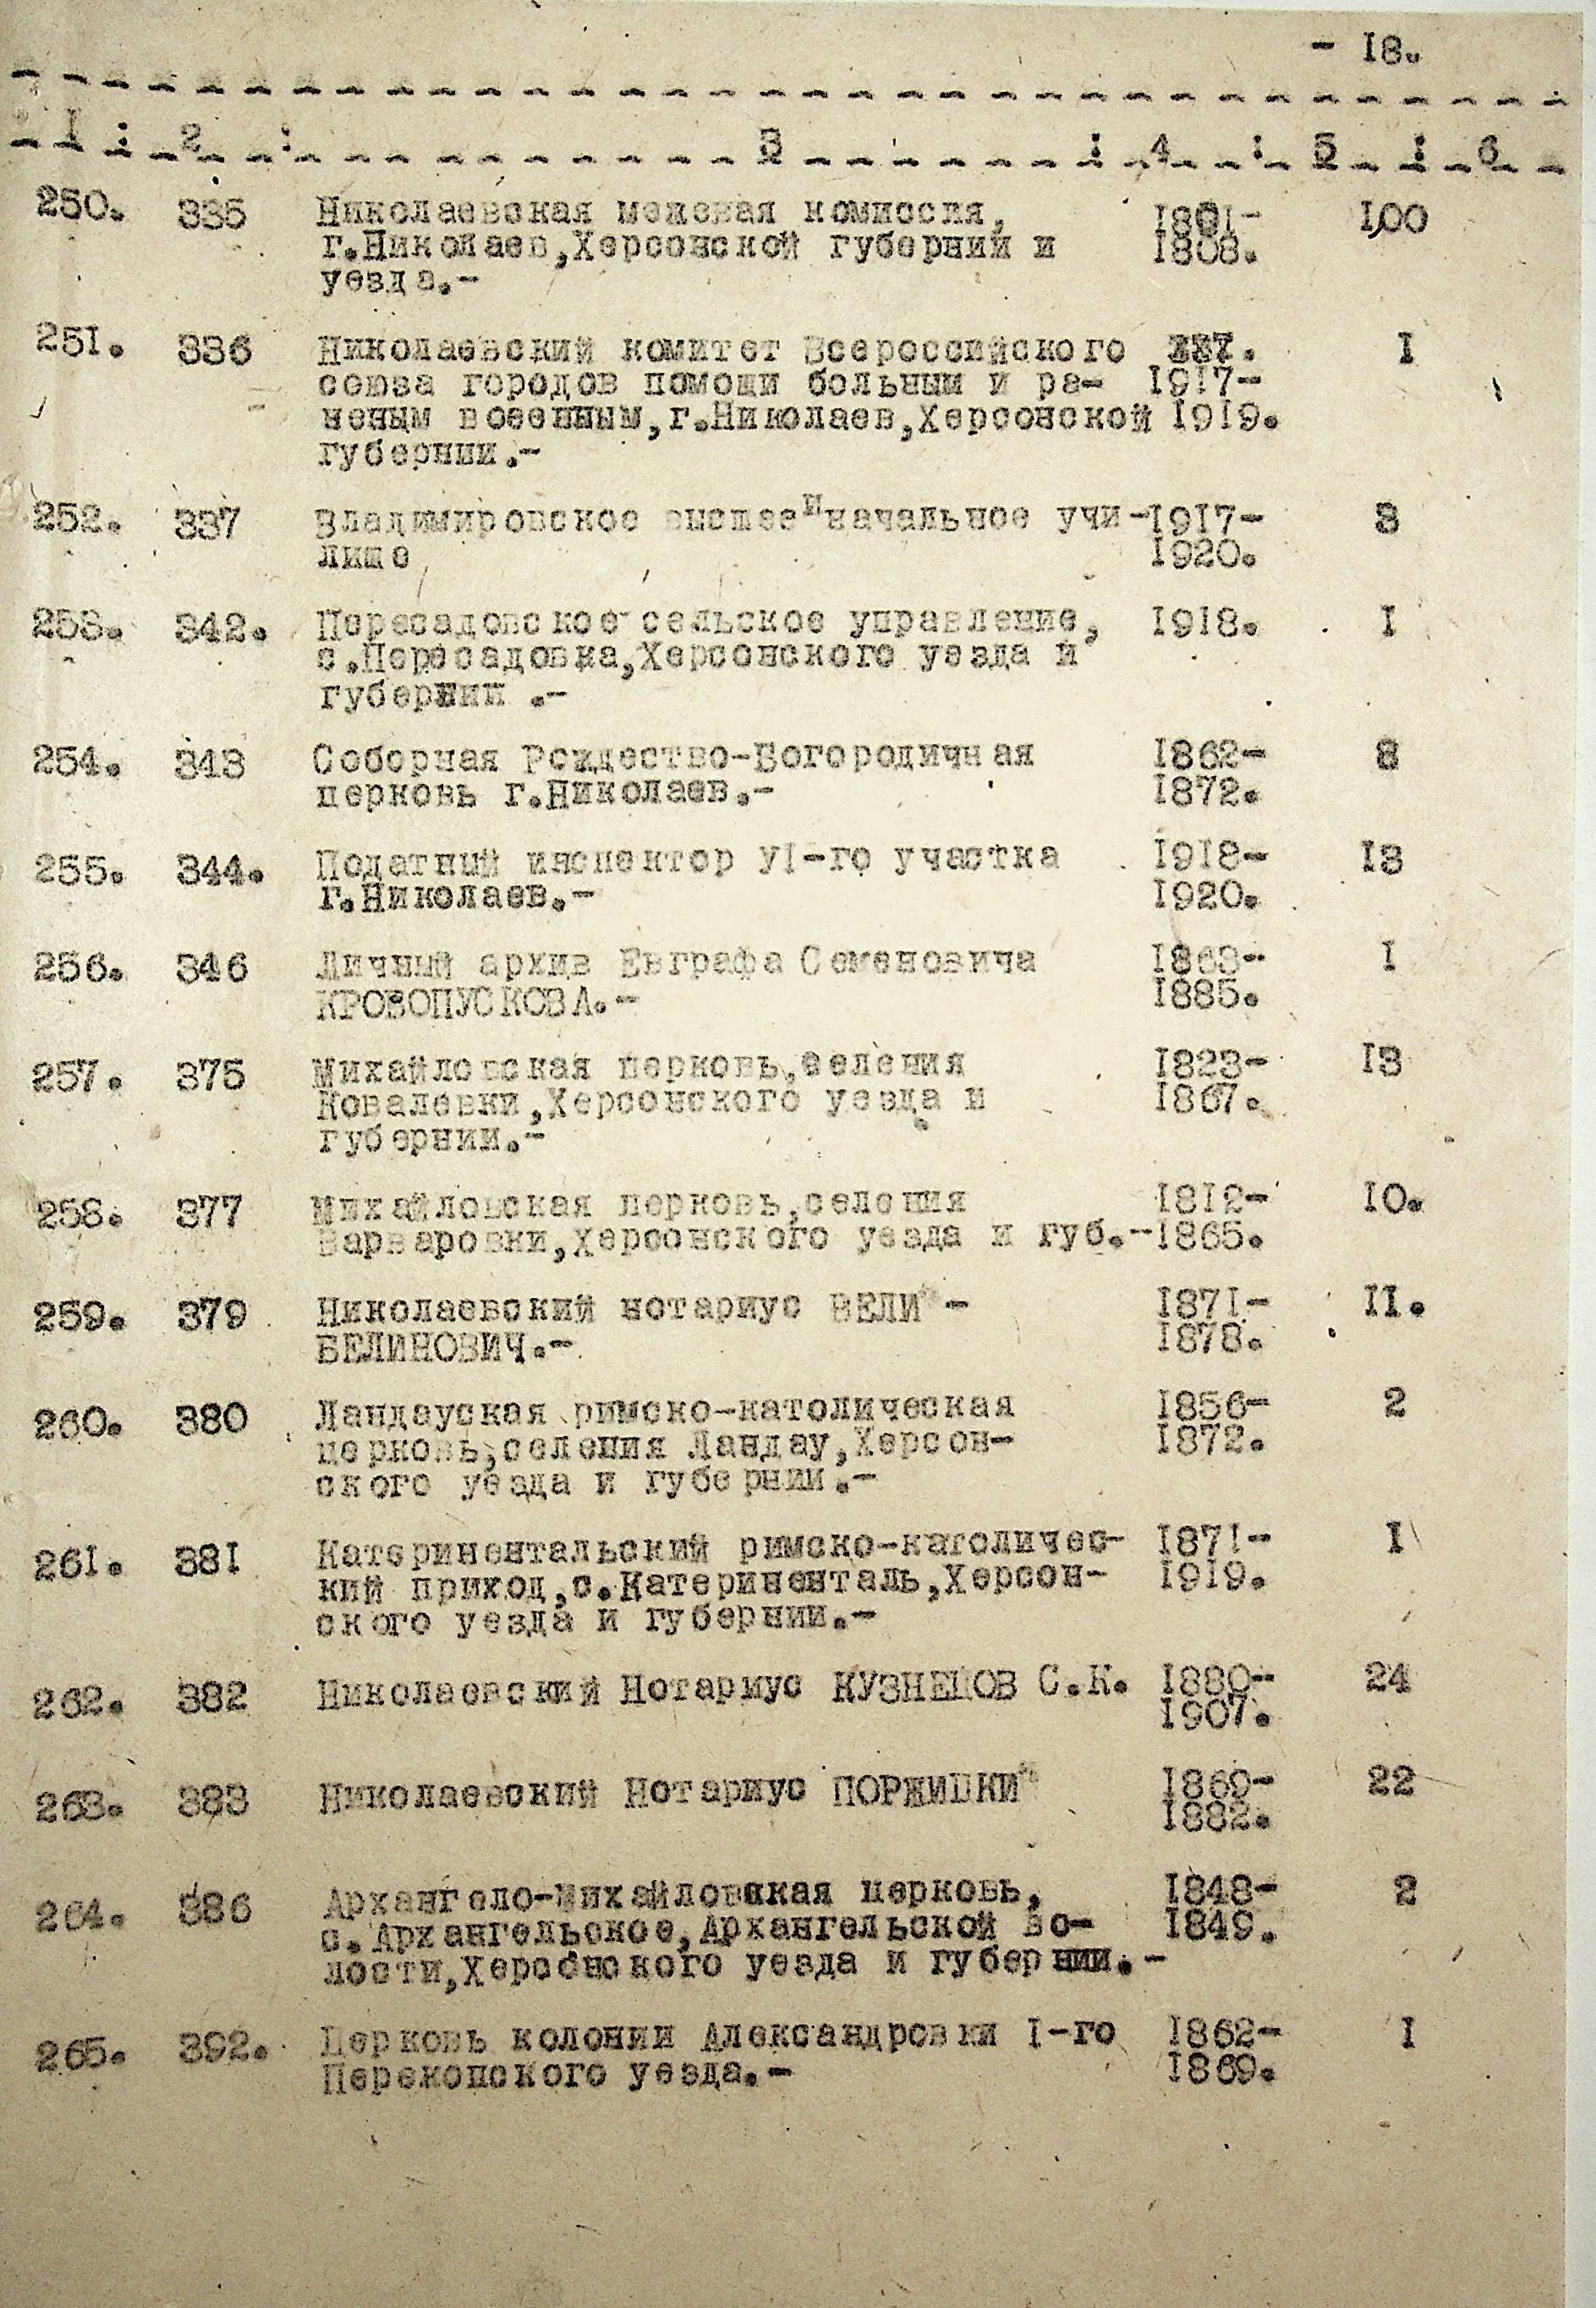 - 18.
1 : 2 : 3 : 4 : 5 : 6
250. 335 Николаевская межевая комиссия, 1801- 100
г.Николаев,Херсонской губернии и 1808.
уезда.-
251. 336 Николаевский комитет Всероссийского 1
союза городов помощи больным и ра- 1917-
неным военным,г.Николаев,Херсонской 1919.
губернии.-
252. 337 Владимировское высшее начальное учи- 1917- 3
лище 1920.
253. 342. Пересадовское сельское управление, 1918. 1
с.Пересадовка,Херсонского уезда и
губернии .-
254. 343 Соборная Рождество-Богородичная 1862- 8
церковь г.Николаев.- 1872.
255. 344. Податный инспектор У1-го участка 1918- 13
г.Николаев.- 1920.
256. 346 Личный архив Евграфа Семеновича 1863- 1
КРОВОПУСКОВА.- 1885.
257. 375 Михайловская церковь,селения 1823- 13
Ковалевки,Херсонского уезда и 1867.
губернии.-
258. 377 Михайловская церковь,селения 1812- 10.
Варваровки,Херсонского уезда и губ.- 1865.
259. 379 Николаевский нотариус ВЕЛИ - 1871- 11.
БЕЛИНОВИЧ.- 1878.
260. 380 Ландауская римско-католическая 1856- 2
церковь,селения Ландау,Херсон- 1872.
ского уезда и губернии.-
261. 381 Катеринентальский римско-католичес- 1871- 1
кий приход,с.Катериненталь,Херсон- 1919.
ского уезда и губернии.-
262. 382 Николаевский Нотариус КУЗНЕЦОВ С.К. 1880- 24
1907.
263. 383 Николаевский Нотариус ПОРЖИЦКИЙ 1869- 22
1882.
264. 386 Архангело-Михайловская церковь, 1848- 2
с.Архангельское,Архангельской во- 1849.
лости,Херсонского уезда и губернии.-
265. 392. Церковь колонии Александровки 1-го 1862- 1
Перекопского уезда.- 1869.